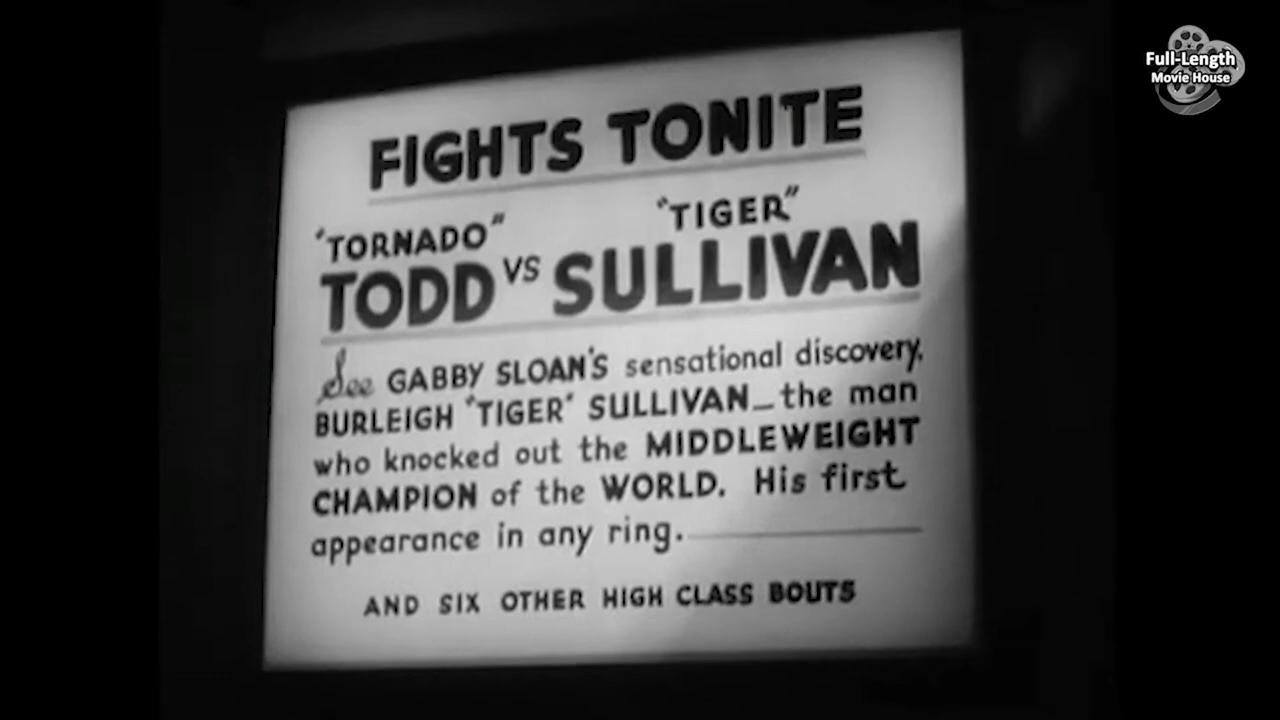 Full-Length
Movie House
FIGHTS TONITE
"TORNADO" "TIGER"
TODD VS SULLIVAN
See GABBY SLOAN'S sensational discovery,
BURLEIGH "TIGER" SULLIVAN—the man
who knocked out the MIDDLEWEIGHT
CHAMPION of the WORLD. His first
appearance in any ring.
AND SIX OTHER HIGH CLASS BOUTS